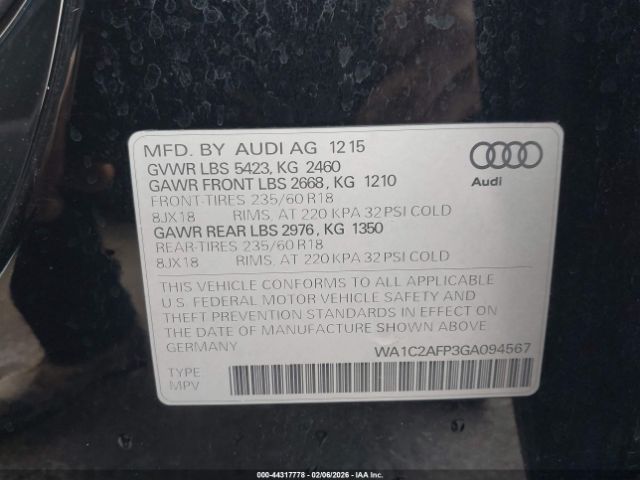 MFD. BY AUDI AG 12 15
GVWR LBS 5423, KG 2460
GAWR FRONT LBS 2668, KG 1210
FRONT-TIRES 235/60 R18
8JX18 RIMS, AT 220 KPA 32 PSI COLD
GAWR REAR LBS 2976, KG 1350
REAR-TIRES 235/60 R18
8JX18 RIMS, AT 220 KPA 32 PSI COLD
Audi
THIS VEHICLE CONFORMS TO ALL APPLICABLE
U.S. FEDERAL MOTOR VEHICLE SAFETY AND
THEFT PREVENTION STANDARDS IN EFFECT ON
THE DATE OF MANUFACTURE SHOWN ABOVE.
GERMANY
WA1C2AFP3GA094567
TYPE
MPV
000-44317778 - 02/06/2026 - IAA Inc.